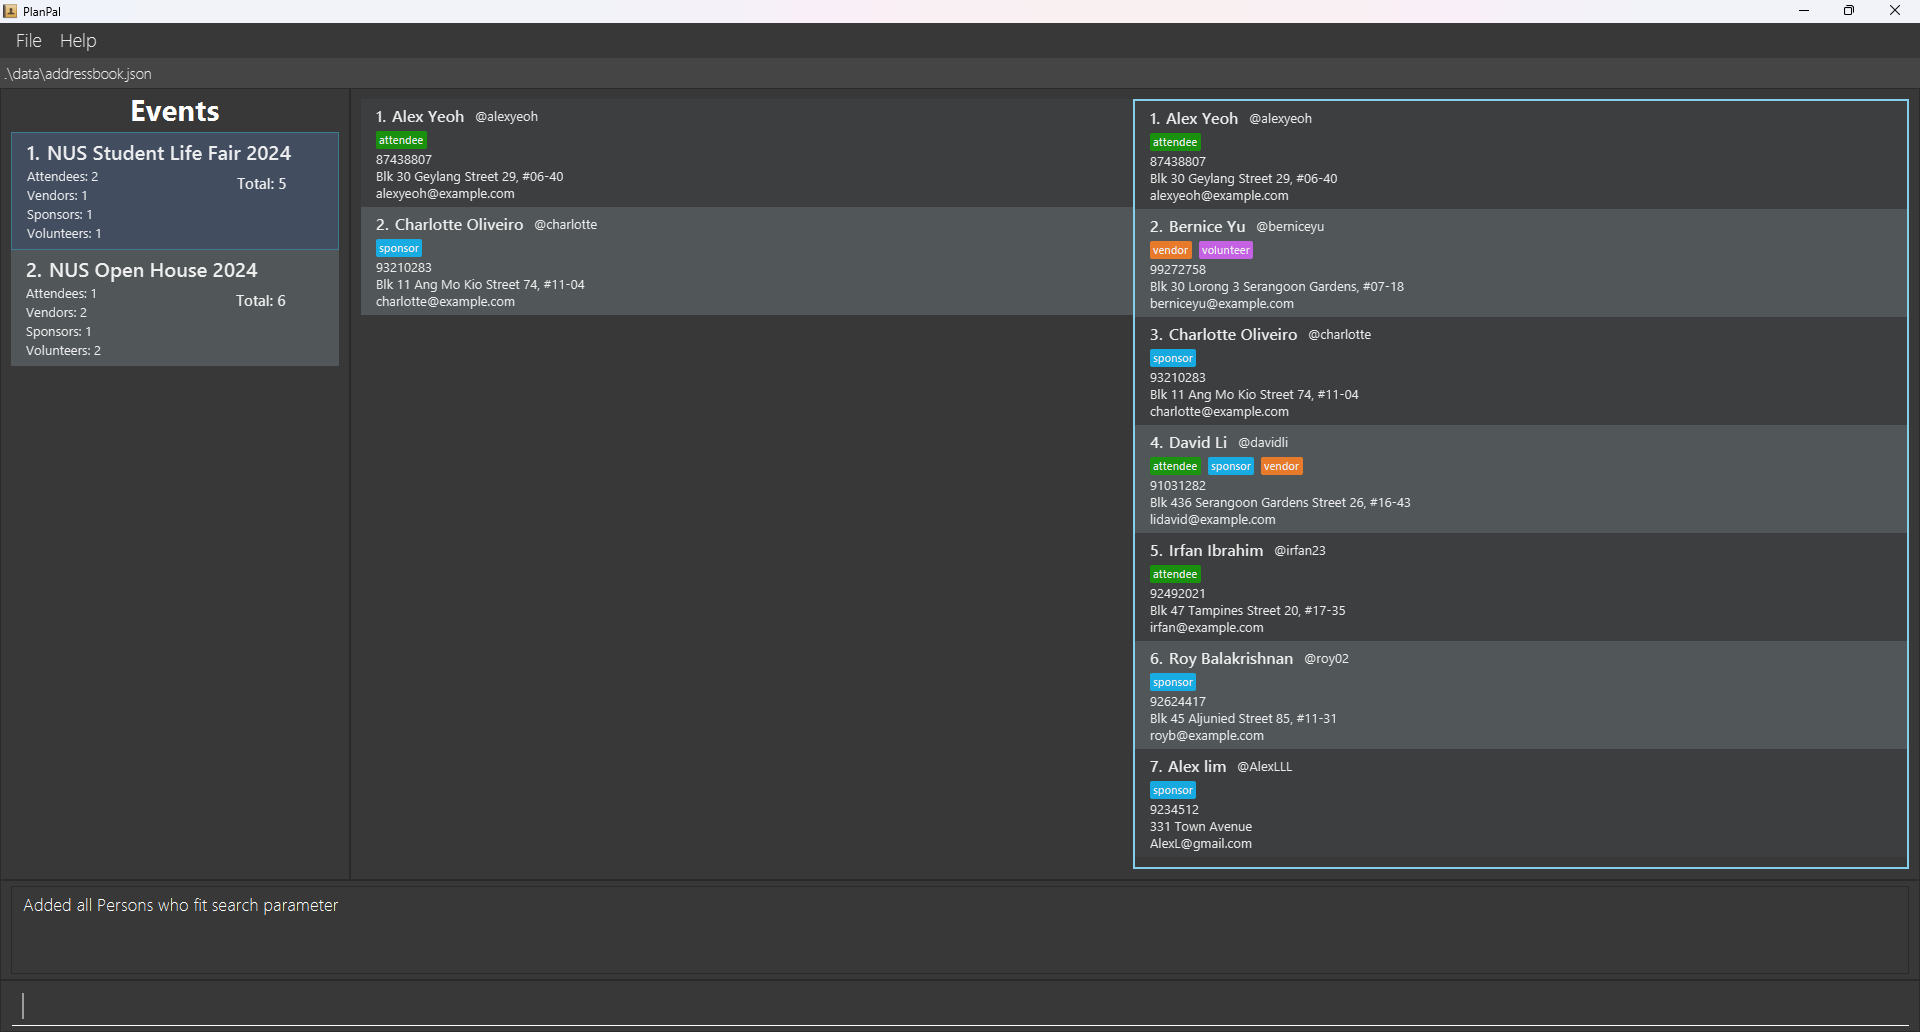 PlanPal
File Help
.\data\addressbook.json
Events
1. NUS Student Life Fair 2024
Attendees: 2
Total: 5
Vendors: 1
Sponsors: 1
Volunteers: 1
2. NUS Open House 2024
Attendees: 1
Total: 6
Vendors: 2
Sponsors: 1
Volunteers: 2
1. Alex Yeoh @alexyeoh
attendee
87438807
Blk 30 Geylang Street 29, #06-40
alexyeoh@example.com
2. Charlotte Oliveiro @charlotte
sponsor
93210283
Blk 11 Ang Mo Kio Street 74, #11-04
charlotte@example.com
1. Alex Yeoh @alexyeoh
attendee
87438807
Blk 30 Geylang Street 29, #06-40
alexyeoh@example.com
2. Bernice Yu @berniceyu
vendor volunteer
99272758
Blk 30 Lorong 3 Serangoon Gardens, #07-18
berniceyu@example.com
3. Charlotte Oliveiro @charlotte
sponsor
93210283
Blk 11 Ang Mo Kio Street 74, #11-04
charlotte@example.com
4. David Li @davidli
attendee sponsor vendor
91031282
Blk 436 Serangoon Gardens Street 26, #16-43
lidavid@example.com
5. Irfan Ibrahim @irfan23
attendee
92492021
Blk 47 Tampines Street 20, #17-35
irfan@example.com
6. Roy Balakrishnan @roy02
sponsor
92624417
Blk 45 Aljunied Street 85, #11-31
royb@example.com
7. Alex lim @AlexLLL
sponsor
9234512
331 Town Avenue
AlexL@gmail.com
Added all Persons who fit search parameter